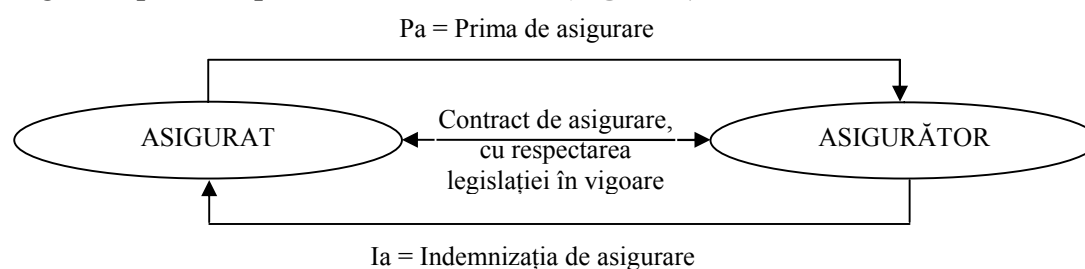 Pa = Prima de asigurare
ASIGURAT
Contract de asigurare,
cu respectarea
legislației în vigoare
ASIGURĂTOR
Ia = Indemnizația de asigurare